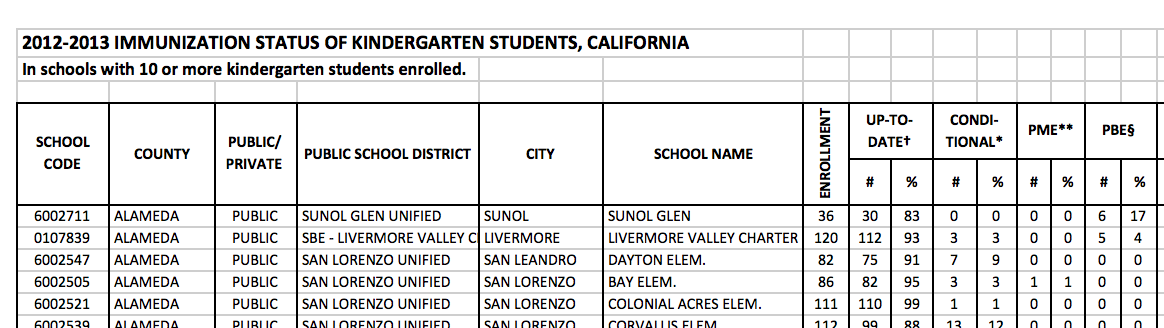 2012-2013 IMMUNIZATION STATUS OF KINDERGARTEN STUDENTS, CALIFORNIA
In schools with 10 or more kindergarten students enrolled.
SCHOOL CODE COUNTY PUBLIC/ PRIVATE PUBLIC SCHOOL DISTRICT CITY SCHOOL NAME ENROLLMENT UP-TO-DATE† CONDI-TIONAL* PME** PBE§
# % # % # % # %
6002711 ALAMEDA PUBLIC SUNOL GLEN UNIFIED SUNOL SUNOL GLEN 36 30 83 0 0 0 0 6 17
0107839 ALAMEDA PUBLIC SBE - LIVERMORE VALLEY C LIVERMORE LIVERMORE VALLEY CHARTER 120 112 93 3 3 0 0 5 4
6002547 ALAMEDA PUBLIC SAN LORENZO UNIFIED SAN LEANDRO DAYTON ELEM. 82 75 91 7 9 0 0 0 0
6002505 ALAMEDA PUBLIC SAN LORENZO UNIFIED SAN LORENZO BAY ELEM. 86 82 95 3 3 1 1 0 0
6002521 ALAMEDA PUBLIC SAN LORENZO UNIFIED SAN LORENZO COLONIAL ACRES ELEM. 111 110 99 1 1 0 0 0 0
6002539 ALAMEDA PUBLIC SAN LORENZO UNIFIED SAN LORENZO CORVALLIS ELEM. 112 99 88 13 12 0 0 0 0